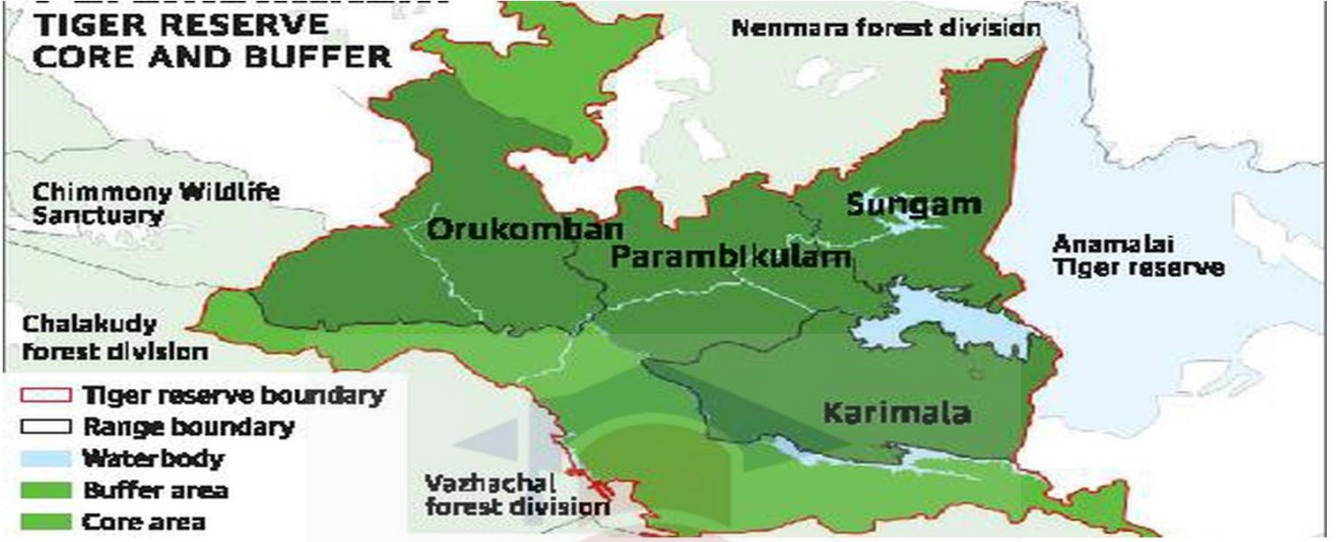 TIGER RESERVE
CORE AND BUFFER
Nenmara forest division
Chimmony Wildlife
Sanctuary
Orukomban
Sungam
Parambikulam
Anamalai
Tiger reserve
Chalakudy
forest division
Karimala
Vazhachal
forest division
Tiger reserve boundary
Range boundary
Waterbody
Buffer area
Core area